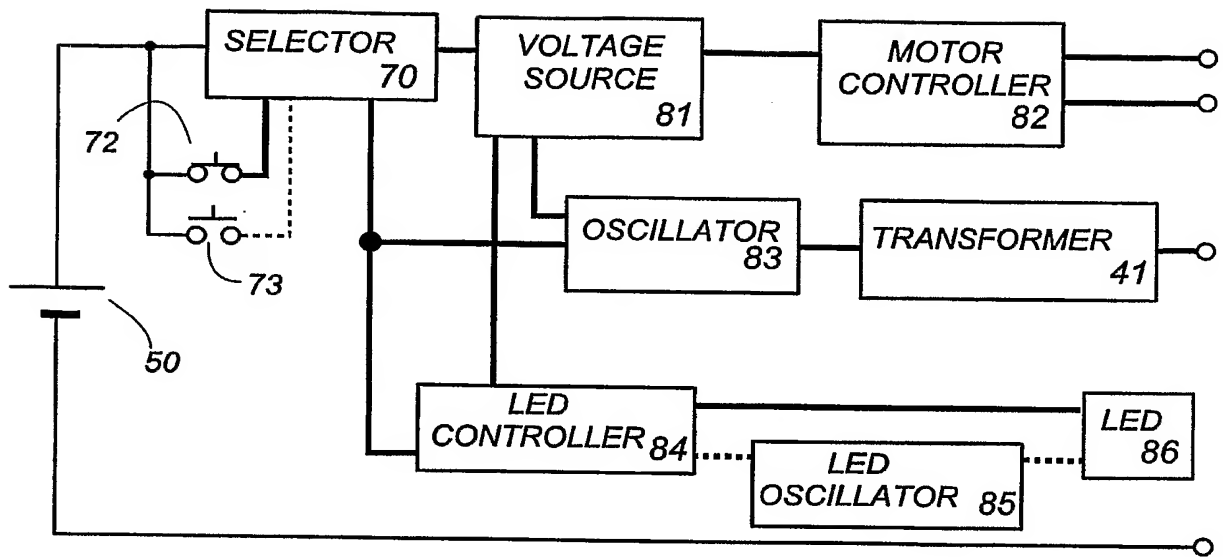 SELECTOR
70
VOLTAGE
SOURCE
81
MOTOR
CONTROLLER
82
72
73
50
OSCILLATOR
83
TRANSFORMER
41
LED
CONTROLLER 84
LED
OSCILLATOR 85
LED
86